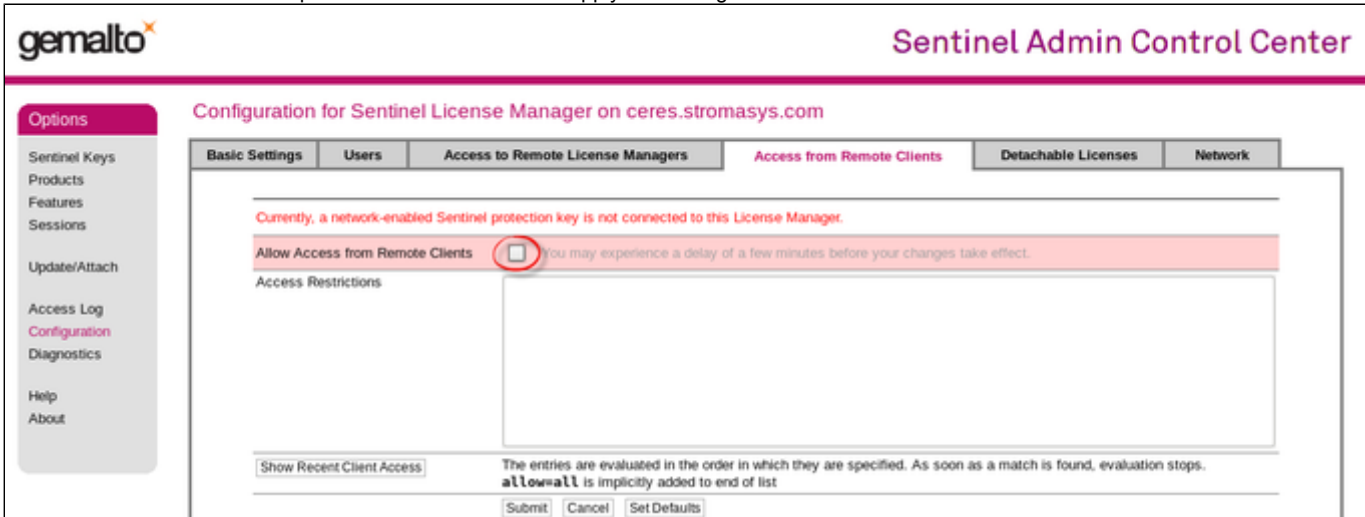 gemalto
Sentinel Admin Control Center
Options
Sentinel Keys
Products
Features
Sessions
Update/Attach
Access Log
Configuration
Diagnostics
Help
About
Configuration for Sentinel License Manager on ceres.stromasys.com
Basic Settings Users Access to Remote License Managers Access from Remote Clients Detachable Licenses Network
Currently, a network-enabled Sentinel protection key is not connected to this License Manager.
Allow Access from Remote Clients You may experience a delay of a few minutes before your changes take effect.
Access Restrictions
Show Recent Client Access The entries are evaluated in the order in which they are specified. As soon as a match is found, evaluation stops.
allow=all is implicitly added to end of list
Submit Cancel Set Defaults